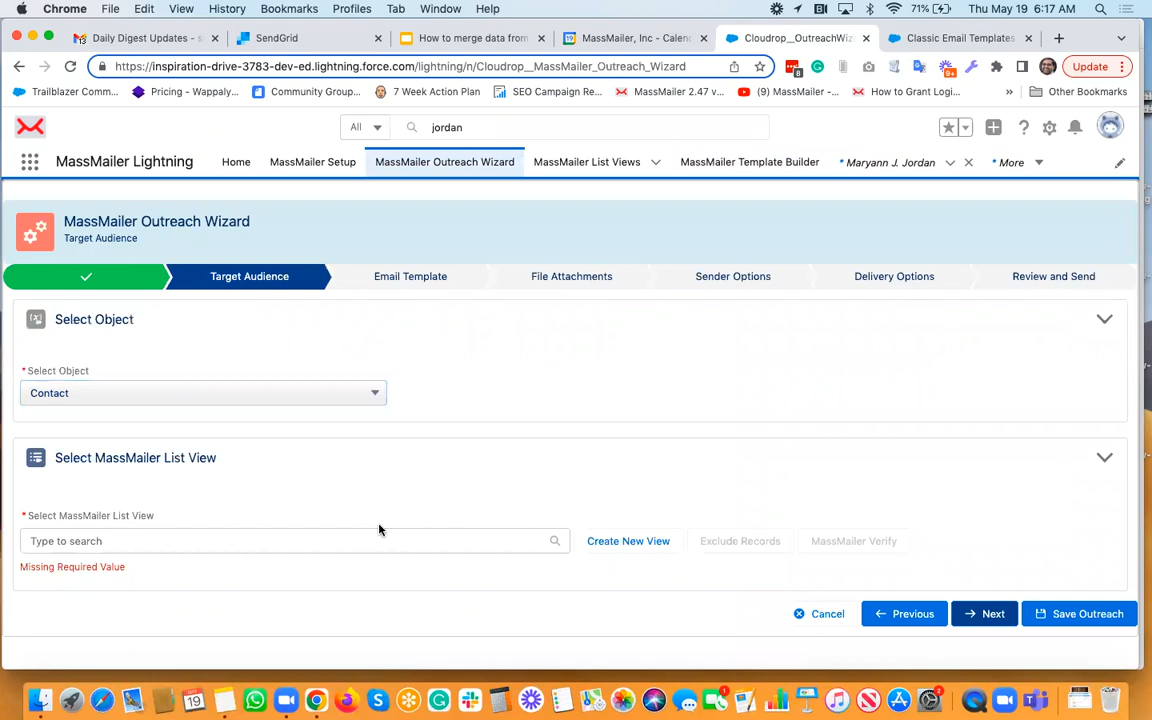 Chrome File Edit View History Bookmarks Profiles Tab Window Help 71% Thu May 19 6:17 AM
Daily Digest Updates - s SendGrid How to merge data from MassMailer, Inc - Calen Cloudrop__OutreachWiz Classic Email Templates
https://inspiration-drive-3783-dev-ed.lightning.force.com/lightning/n/Cloudrop__MassMailer_Outreach_Wizard Update
Trailblazer Comm... Pricing - Wappaly... Community Group... 7 Week Action Plan SEO Campaign Re... MassMailer 2.47 v... (9) MassMailer -... How to Grant Logi... » Other Bookmarks
All jordan
MassMailer Lightning Home MassMailer Setup MassMailer Outreach Wizard MassMailer List Views MassMailer Template Builder * Maryann J. Jordan * More
MassMailer Outreach Wizard
Target Audience
Target Audience Email Template File Attachments Sender Options Delivery Options Review and Send
Select Object
* Select Object
Contact
Select MassMailer List View
* Select MassMailer List View
Type to search Create New View Exclude Records MassMailer Verify
Missing Required Value
Cancel Previous Next Save Outreach